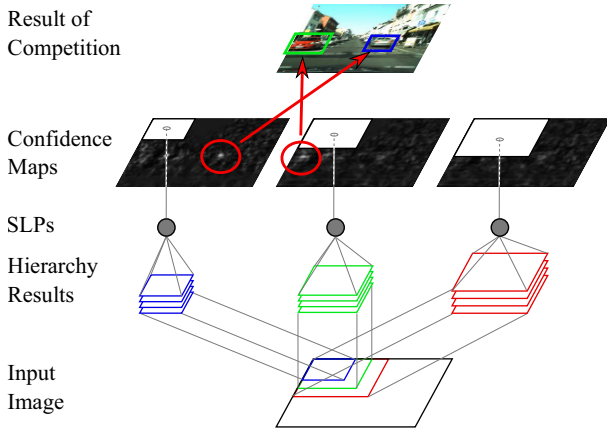 Result of
Competition
Confidence
Maps
SLPs
Hierarchy
Results
Input
Image